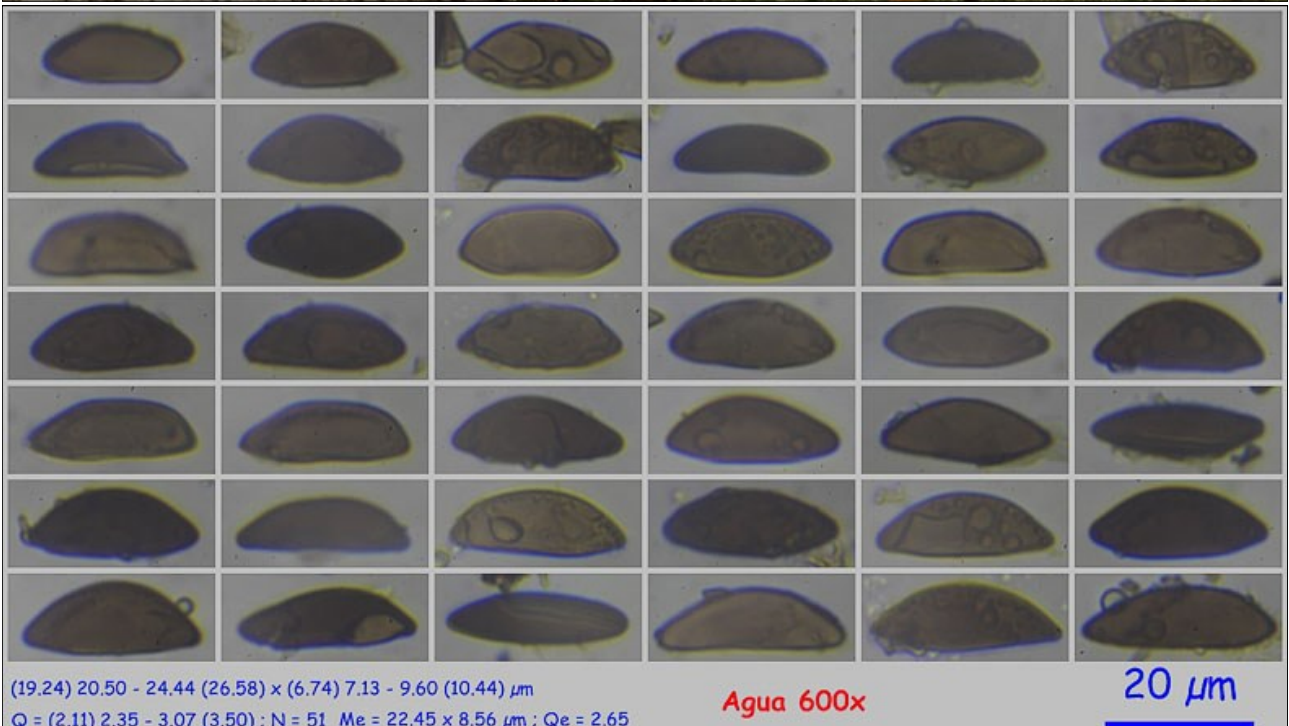 (19.24) 20.50 - 24.44 (26.58) x (6.74) 7.13 - 9.60 (10.44) µm
Q = (2.11) 2.35 - 3.07 (3.50) ; N = 51 Me = 22.45 x 8.56 µm ; Qe = 2.65
Agua 600x
20 µm